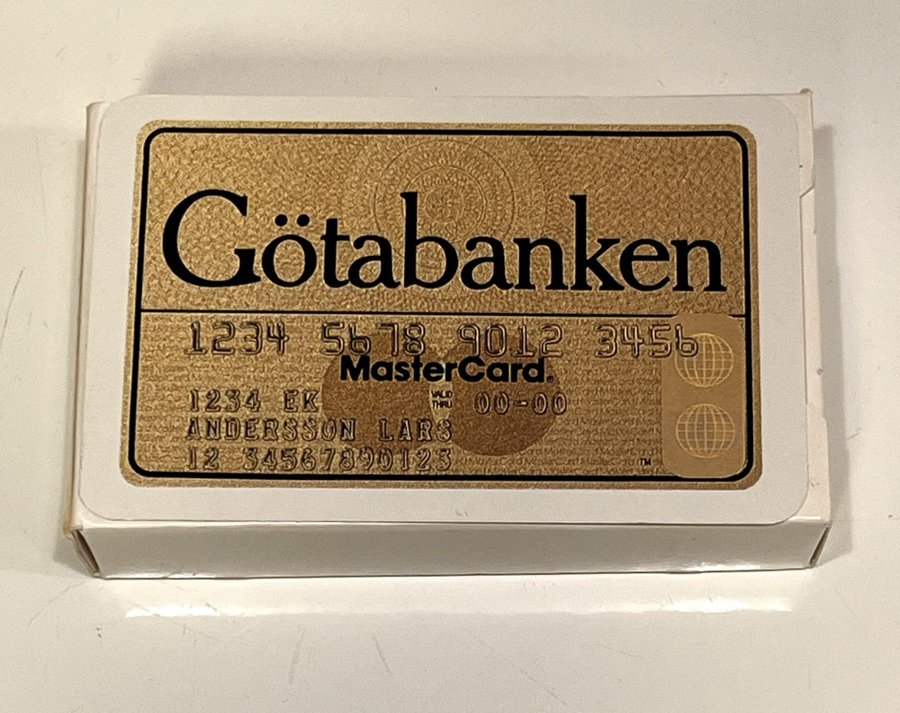 Götabanken
1234 5678 9012 3456
MasterCard®
1234 EK VALID THRU 00-00
ANDERSSON LARS
12 34567890123
TM